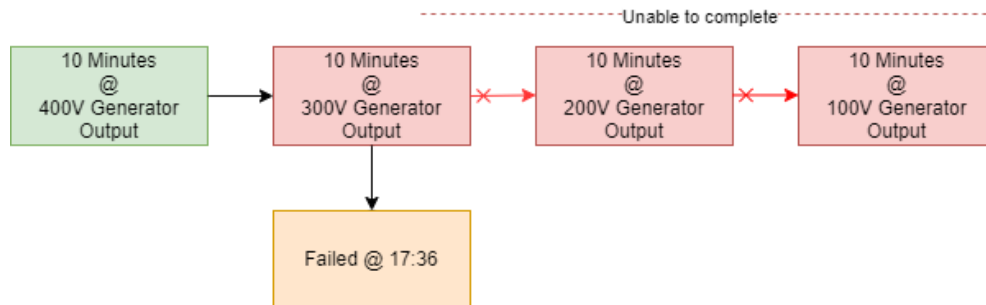 Unable to complete
10 Minutes
@
400V Generator
Output
10 Minutes
@
300V Generator
Output
10 Minutes
@
200V Generator
Output
10 Minutes
@
100V Generator
Output
Failed @ 17:36